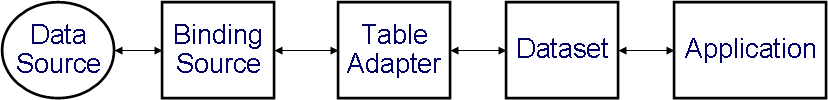 Data
Source
Binding
Source
Table
Adapter
Dataset
Application